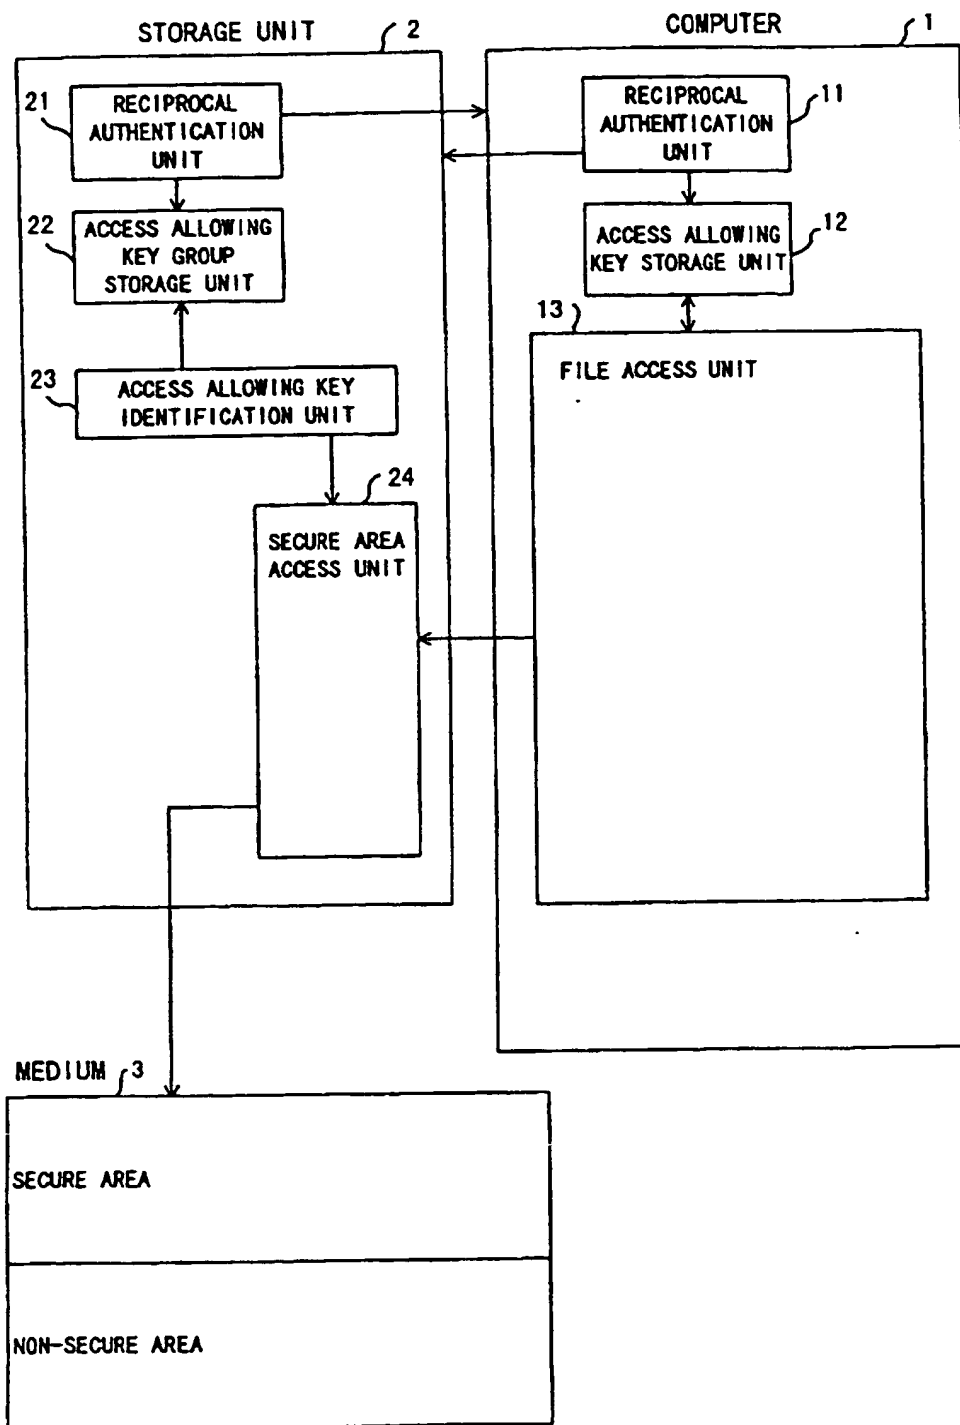 STORAGE UNIT 2
COMPUTER 1
21
RECIPROCAL
AUTHENTICATION
UNIT
RECIPROCAL
AUTHENTICATION
UNIT
11
22
ACCESS ALLOWING
KEY GROUP
STORAGE UNIT
ACCESS ALLOWING
KEY STORAGE UNIT
12
23
ACCESS ALLOWING KEY
IDENTIFICATION UNIT
13
FILE ACCESS UNIT
24
SECURE AREA
ACCESS UNIT
MEDIUM 3
SECURE AREA
NON-SECURE AREA